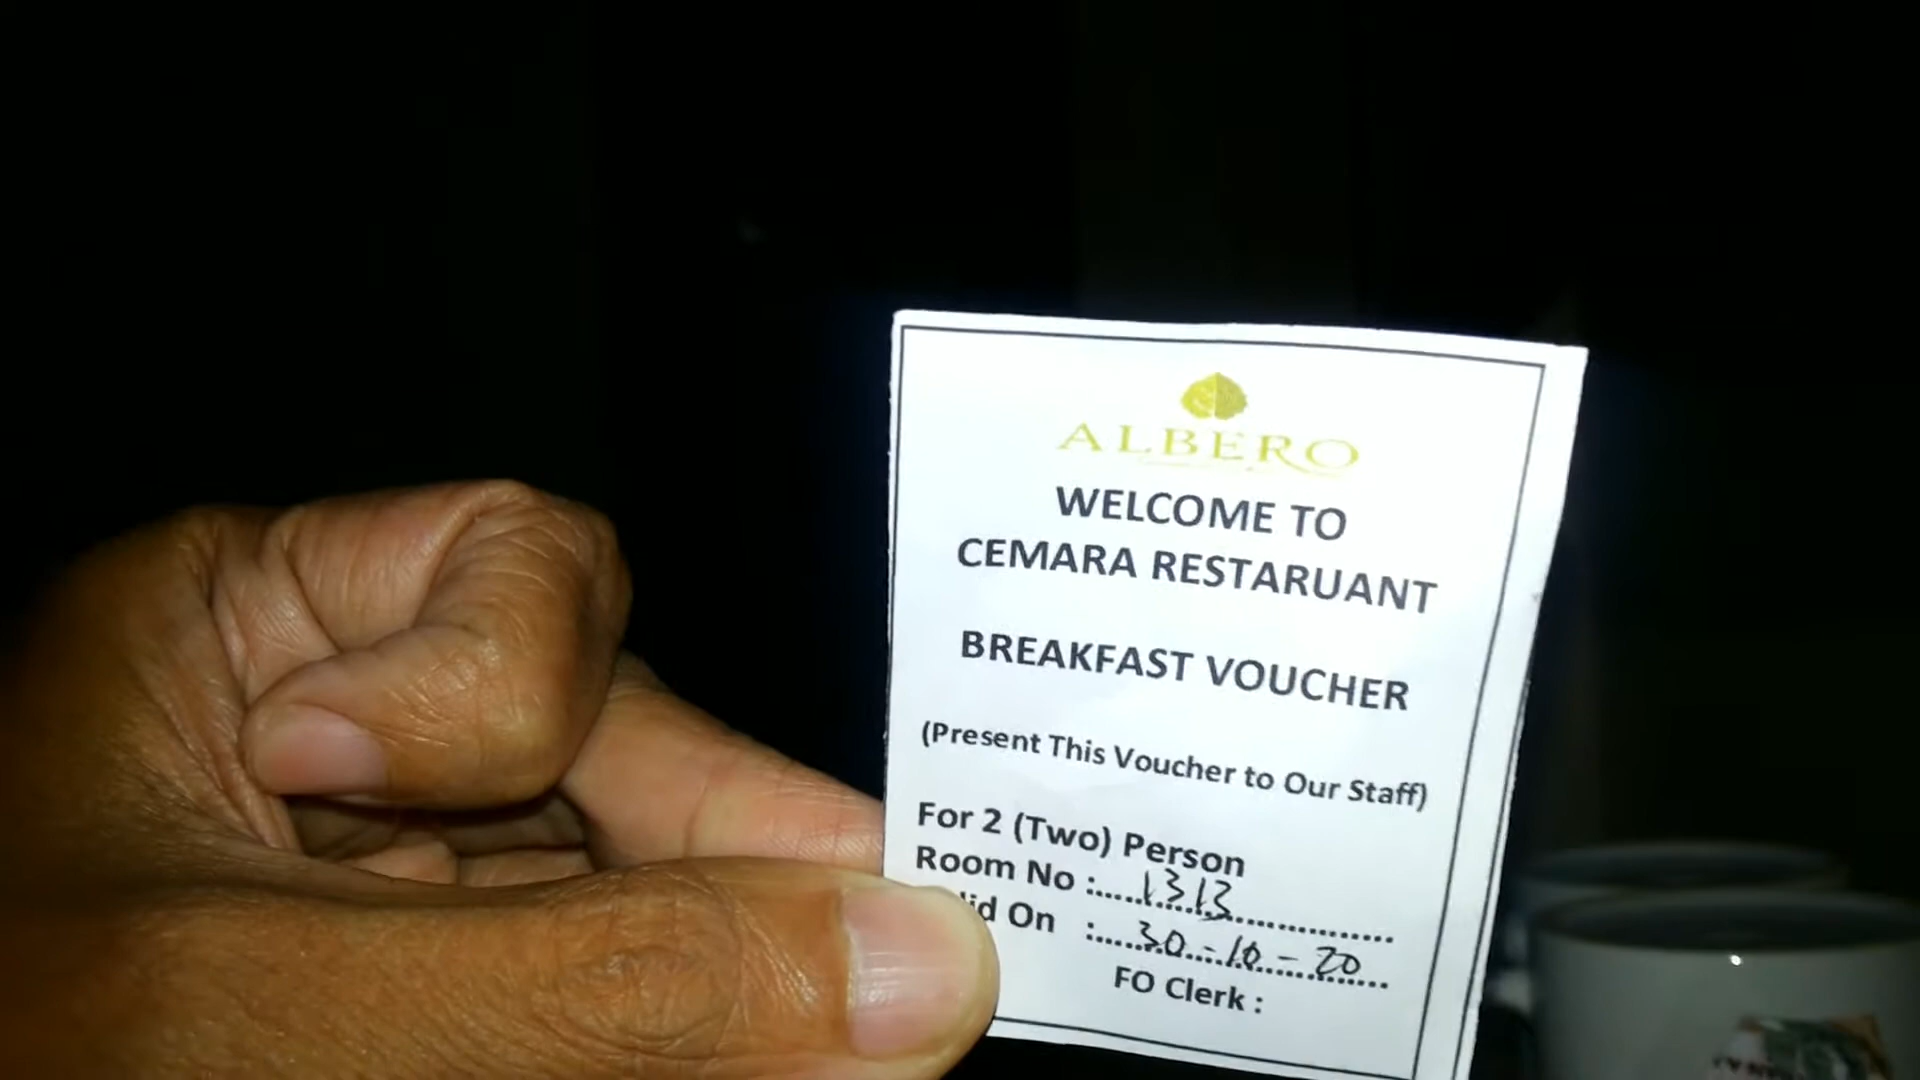 ALBERO
WELCOME TO
CEMARA RESTARUANT
BREAKFAST VOUCHER
(Present This Voucher to Our Staff)
For 2 (Two) Person
Room No :....1313....................
id On :.....30-10-20....
FO Clerk :